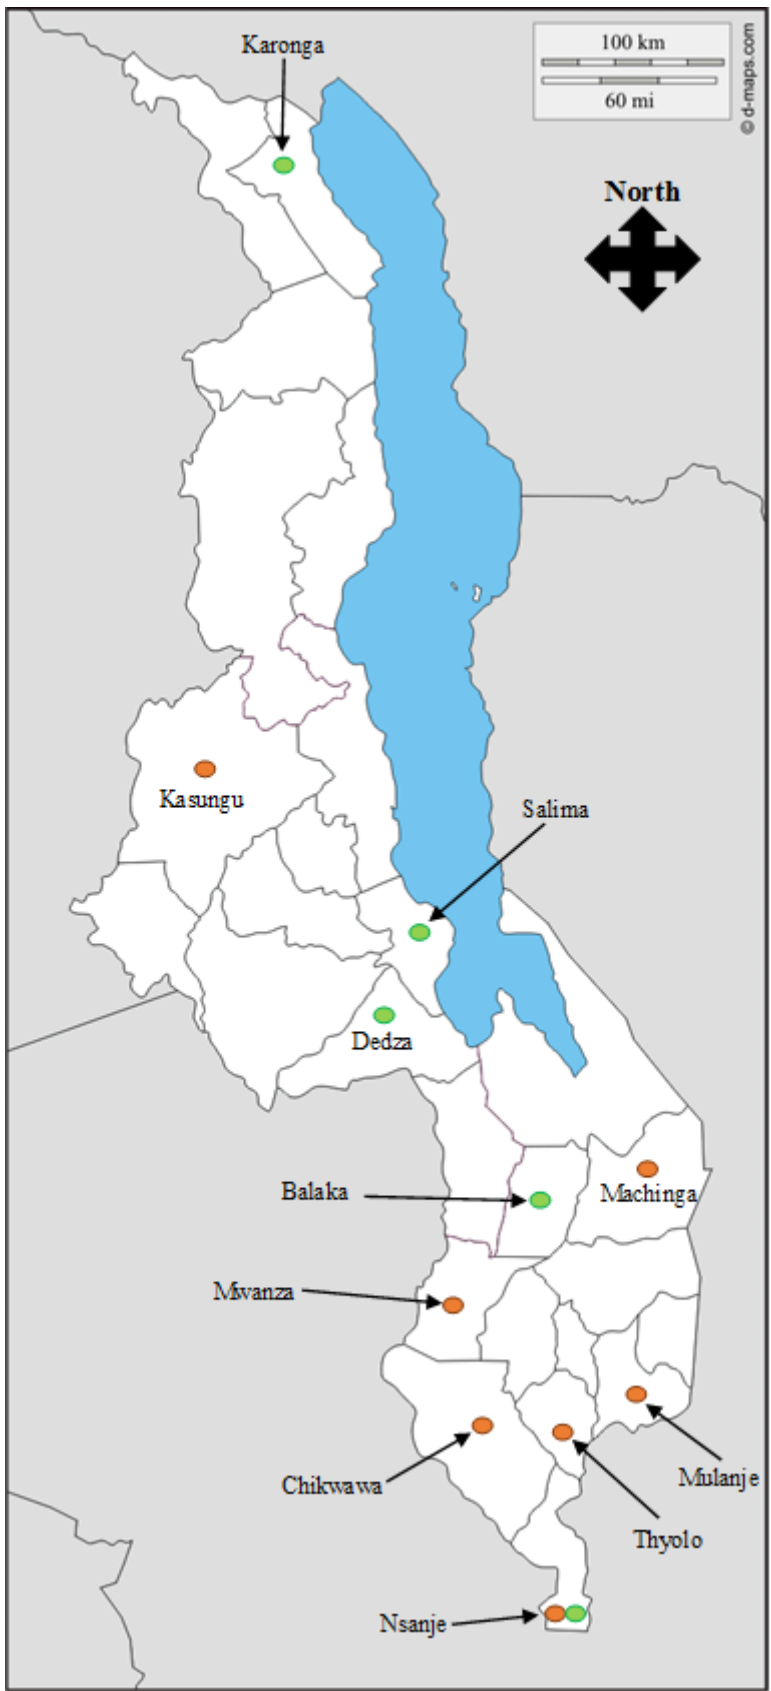 Karonga
100 km
60 mi
© d-maps.com
North
Kasungu
Salima
Dedza
Balaka
Machinga
Mwanza
Chikwawa
Mulanje
Thyolo
Nsanje